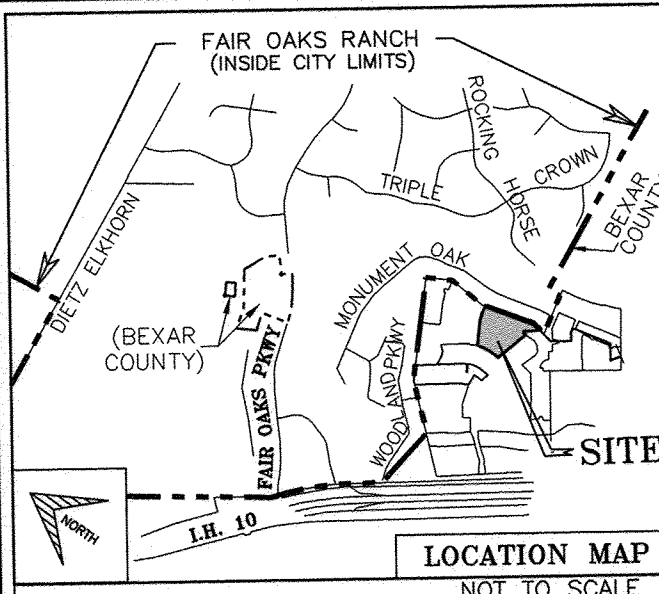 FAIR OAKS RANCH
(INSIDE CITY LIMITS)
ROCKING HORSE
TRIPLE CROWN
BEXAR
COUNTY
DIETZ ELKHORN
MONUMENT OAK
(BEXAR
COUNTY)
FAIR OAKS PKWY
WOODLAND PKWY
SITE
NORTH
I.H. 10
LOCATION MAP
NOT TO SCALE